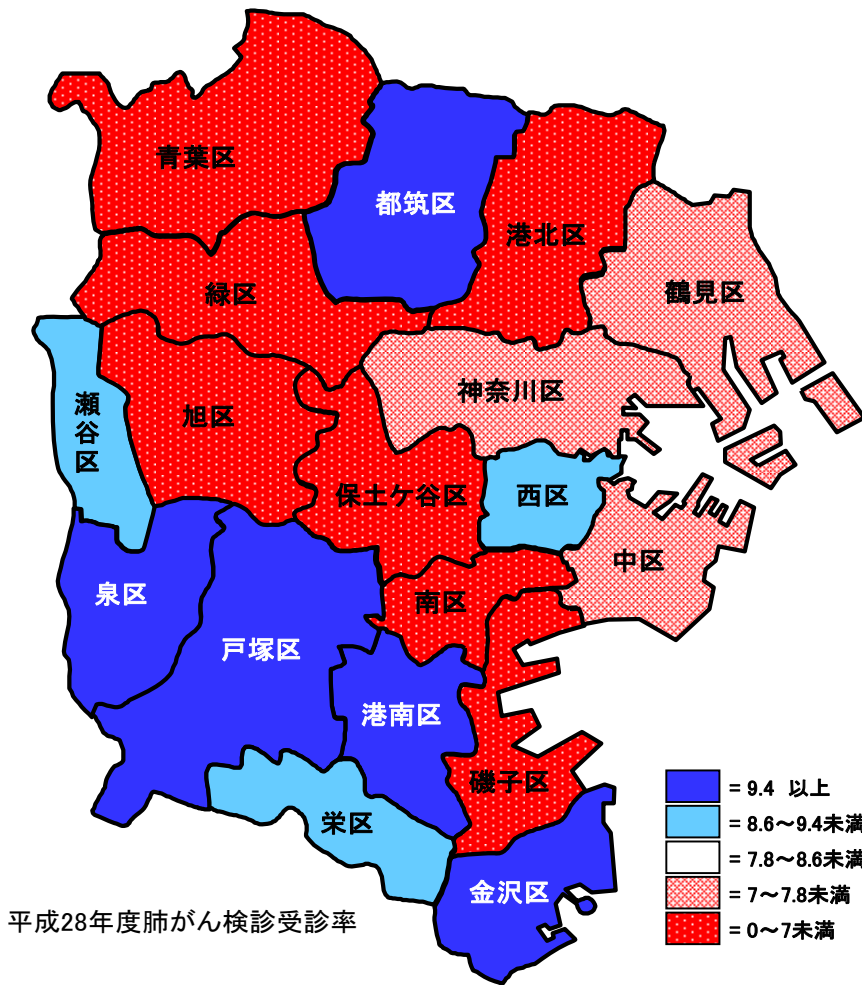 青葉区
都筑区
港北区
緑区
鶴見区
神奈川区
瀬谷区
旭区
保土ケ谷区
西区
中区
泉区
南区
戸塚区
港南区
磯子区
栄区
金沢区
= 9.4 以上
= 8.6～9.4未満
= 7.8～8.6未満
= 7～7.8未満
= 0～7未満
平成28年度肺がん検診受診率